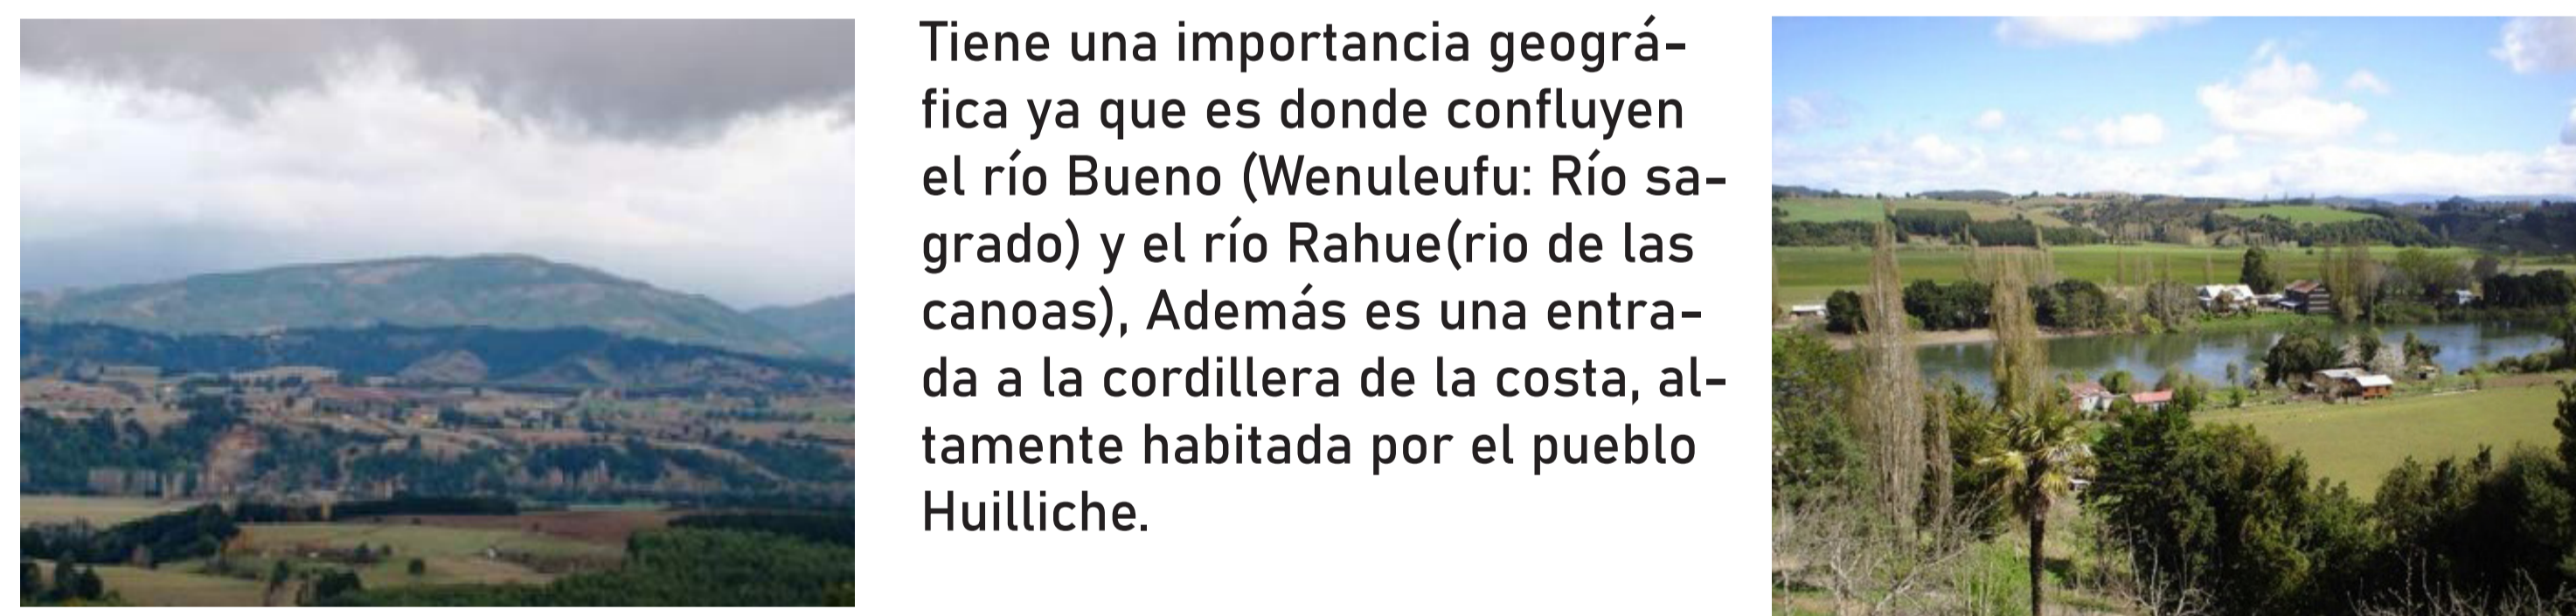 Tiene una importancia geográ-
fica ya que es donde confluyen
el río Bueno (Wenuleufu: Río sa-
grado) y el río Rahue(rio de las
canoas), Además es una entra-
da a la cordillera de la costa, al-
tamente habitada por el pueblo
Huilliche.